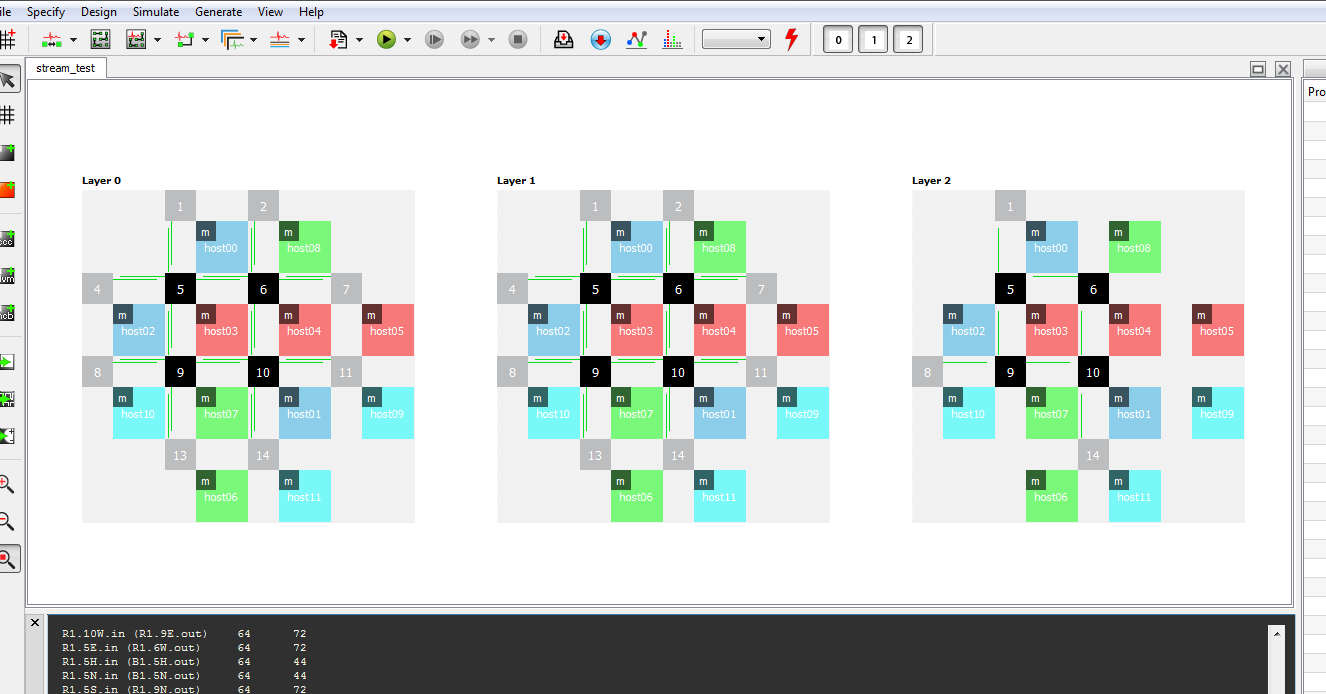 ile Specify Design Simulate Generate View Help
0 1 2
stream_test
Pro
Layer 0 Layer 1 Layer 2
1 2 1 2 1
m m m m m m
host00 host08 host00 host08 host00 host08
4 5 6 7 4 5 6 7 5 6
m m m m m m m m m m m m
host02 host03 host04 host05 host02 host03 host04 host05 host02 host03 host04 host05
8 9 10 11 8 9 10 11 8 9 10
m m m m m m m m m m m m
host10 host07 host01 host09 host10 host07 host01 host09 host10 host07 host01 host09
13 14 13 14 14
m m m m m m
host06 host11 host06 host11 host06 host11
R1.10W.in (R1.9E.out) 64 72
R1.5E.in (R1.6W.out) 64 72
R1.5H.in (B1.5H.out) 64 44
R1.5N.in (B1.5N.out) 64 44
R1.5S.in (R1.9N.out) 64 72